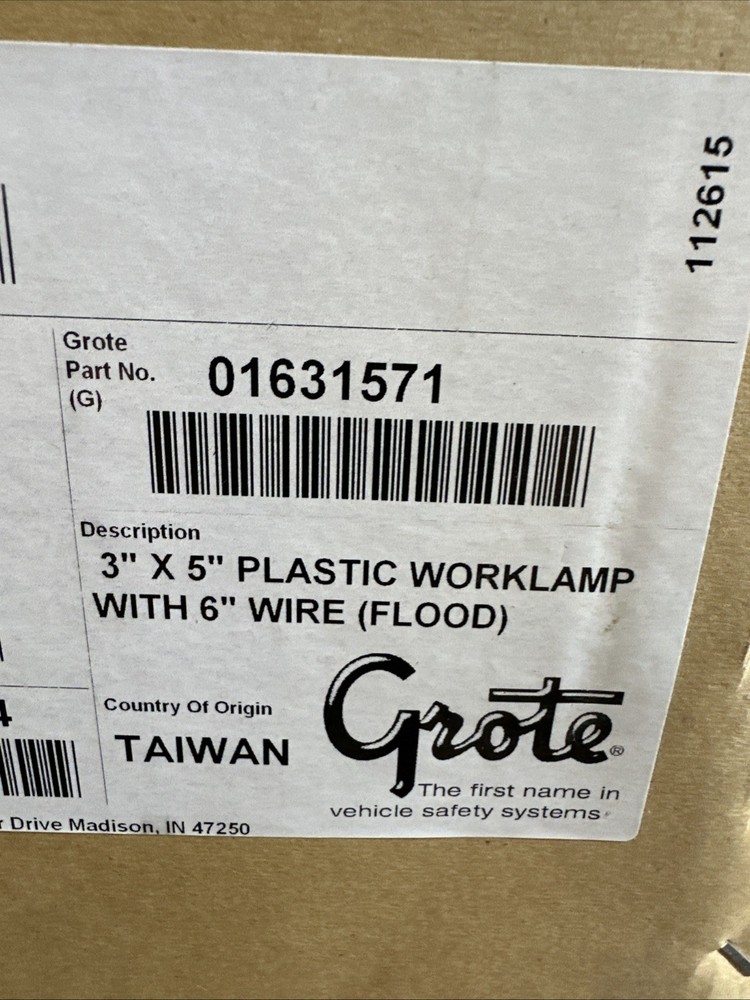 112615
Grote
Part No.
(G)
01631571
Description
3" X 5" PLASTIC WORKLAMP
WITH 6" WIRE (FLOOD)
Country Of Origin
TAIWAN
Grote®
The first name in
vehicle safety systems
Drive Madison, IN 47250